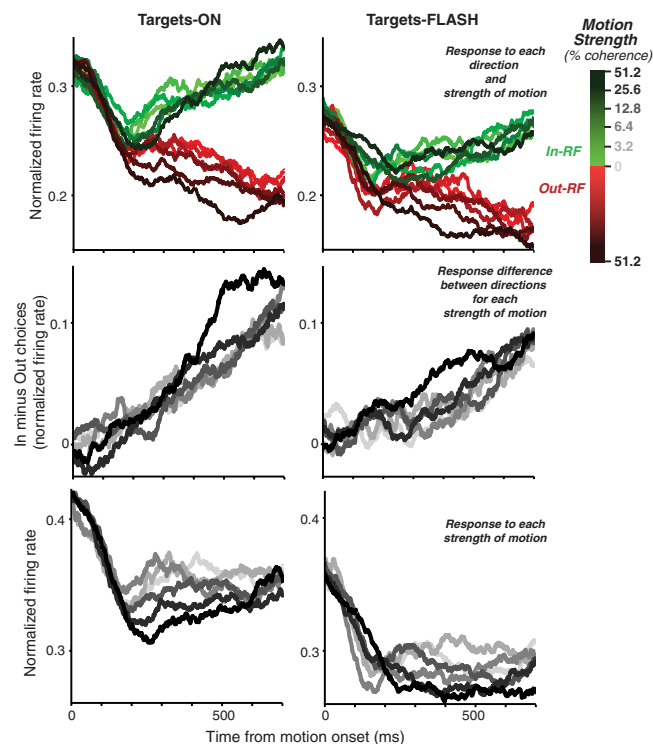 Targets-ON
Targets-FLASH
Motion
Strength
(% coherence)
Response to each
direction
and
strength of motion
51.2
25.6
12.8
6.4
3.2
0
51.2
In-RF
Out-RF
Normalized firing rate
0.3
0.2
0.3
0.2
Response difference
between directions
for each
strength of motion
In minus Out choices
(normalized firing rate)
0.1
0
0.1
0
Response to each
strength of motion
Normalized firing rate
0.4
0.3
0.4
0.3
0
500
0
500
Time from motion onset (ms)